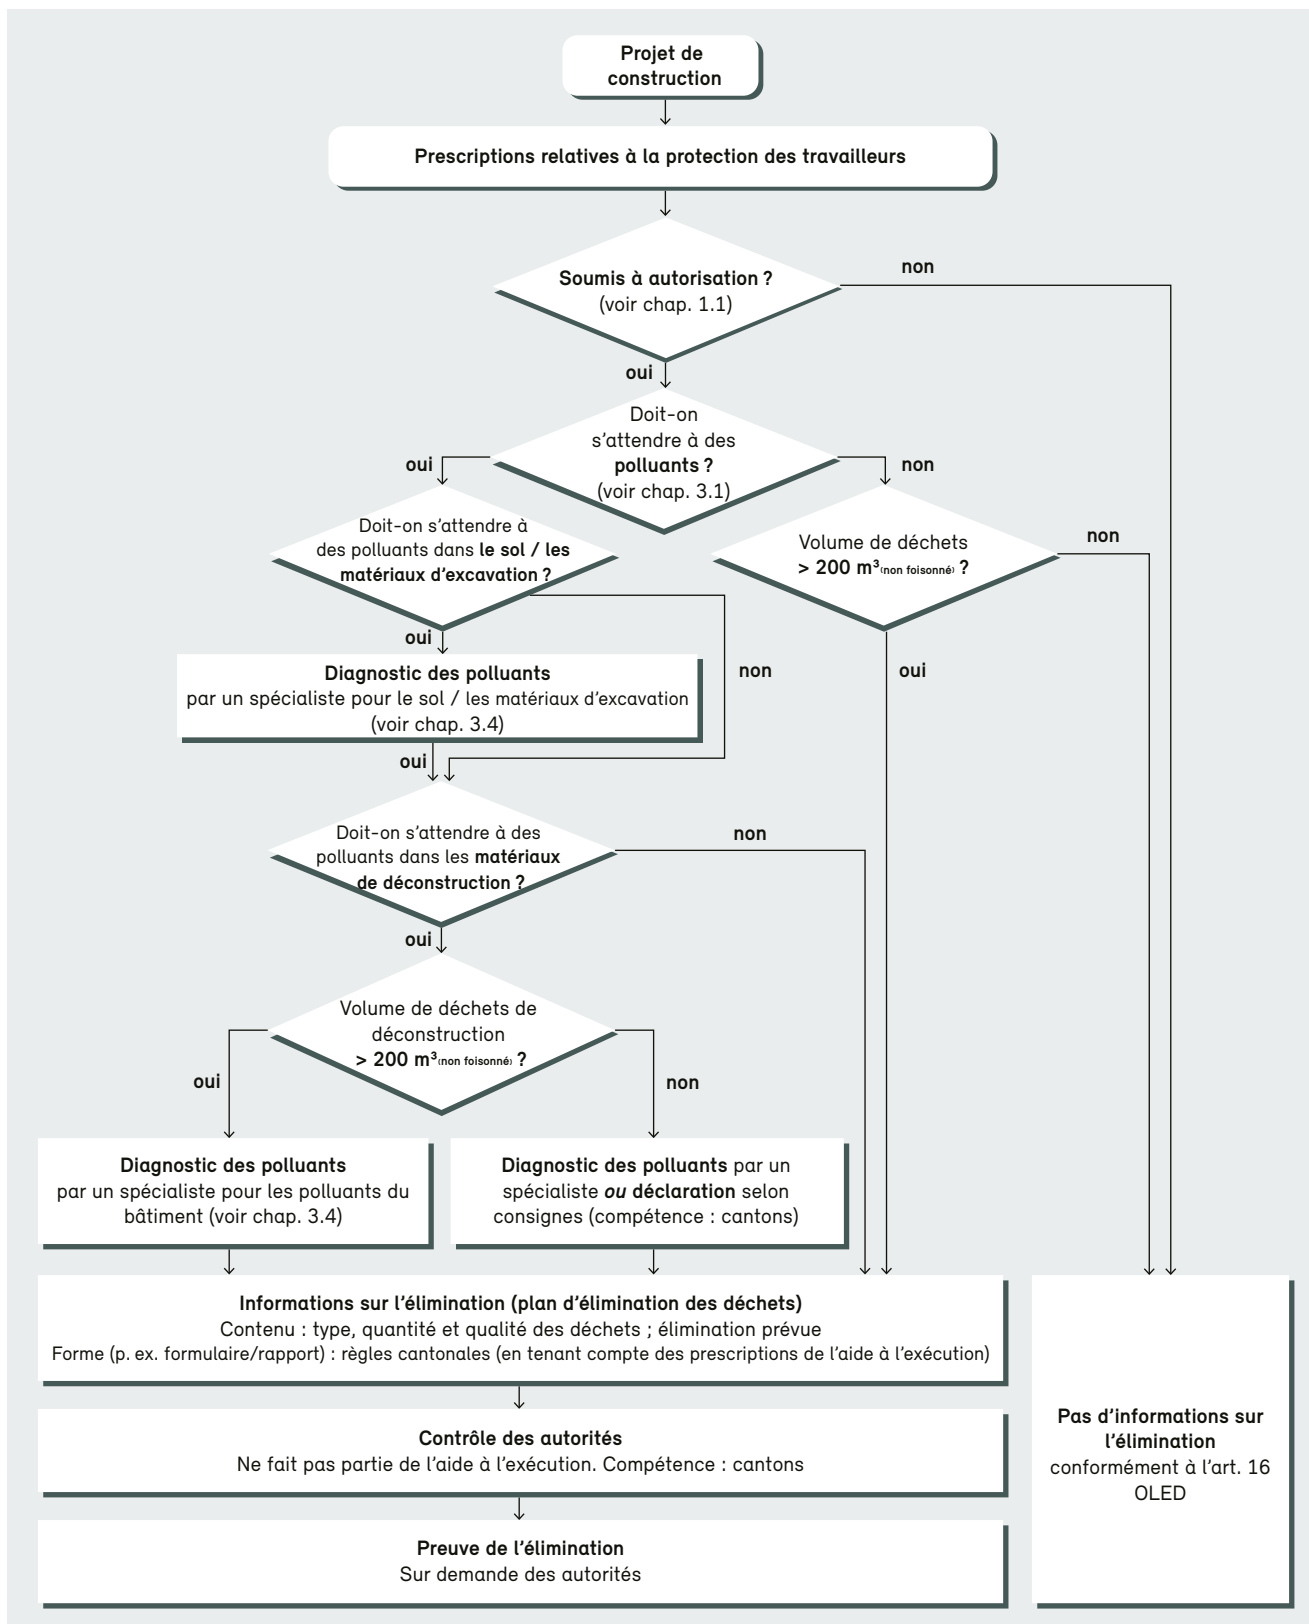 Projet de
construction
Prescriptions relatives à la protection des travailleurs
Soumis à autorisation ?
(voir chap. 1.1)
non
oui
Doit-on
s'attendre à des
polluants ?
(voir chap. 3.1)
oui
non
Doit-on s'attendre à
des polluants dans le sol / les
matériaux d'excavation ?
Volume de déchets
> 200 m³ (non foisonné) ?
non
oui
non
oui
Diagnostic des polluants
par un spécialiste pour le sol / les matériaux d'excavation
(voir chap. 3.4)
oui
Doit-on s'attendre à des
polluants dans les matériaux
de déconstruction ?
non
oui
Volume de déchets de
déconstruction
> 200 m³ (non foisonné) ?
oui
non
Diagnostic des polluants
par un spécialiste pour les polluants du
bâtiment (voir chap. 3.4)
Diagnostic des polluants par un
spécialiste ou déclaration selon
consignes (compétence : cantons)
Informations sur l'élimination (plan d'élimination des déchets)
Contenu : type, quantité et qualité des déchets ; élimination prévue
Forme (p. ex. formulaire/rapport) : règles cantonales (en tenant compte des prescriptions de l'aide à l'exécution)
Contrôle des autorités
Ne fait pas partie de l'aide à l'exécution. Compétence : cantons
Preuve de l'élimination
Sur demande des autorités
Pas d'informations sur
l'élimination
conformément à l'art. 16
OLED